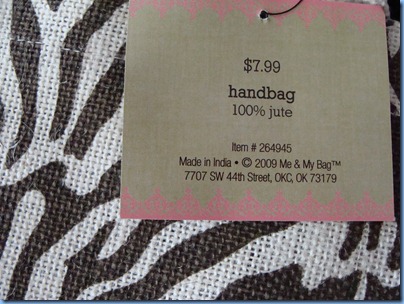 $7.99
handbag
100% jute
Item # 264945
Made in India • © 2009 Me & My Bag™
7707 SW 44th Street, OKC, OK 73179